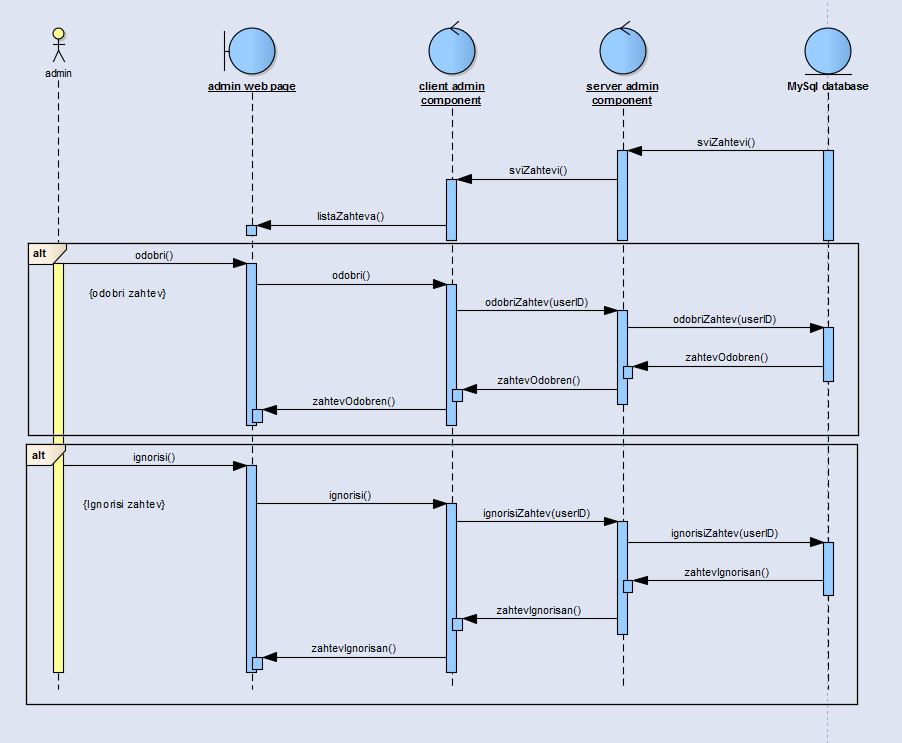 admin
admin web page
client admin
component
server admin
component
MySql database
sviZahtevi()
sviZahtevi()
listaZahteva()
alt
odobri()
{odobri zahtev}
odobri()
odobriZahtev(userID)
odobriZahtev(userID)
zahtevOdobren()
zahtevOdobren()
zahtevOdobren()
alt
ignorisi()
{Ignorisi zahtev}
ignorisi()
ignorisiZahtev(userID)
ignorisiZahtev(userID)
zahtevIgnorisan()
zahtevIgnorisan()
zahtevIgnorisan()